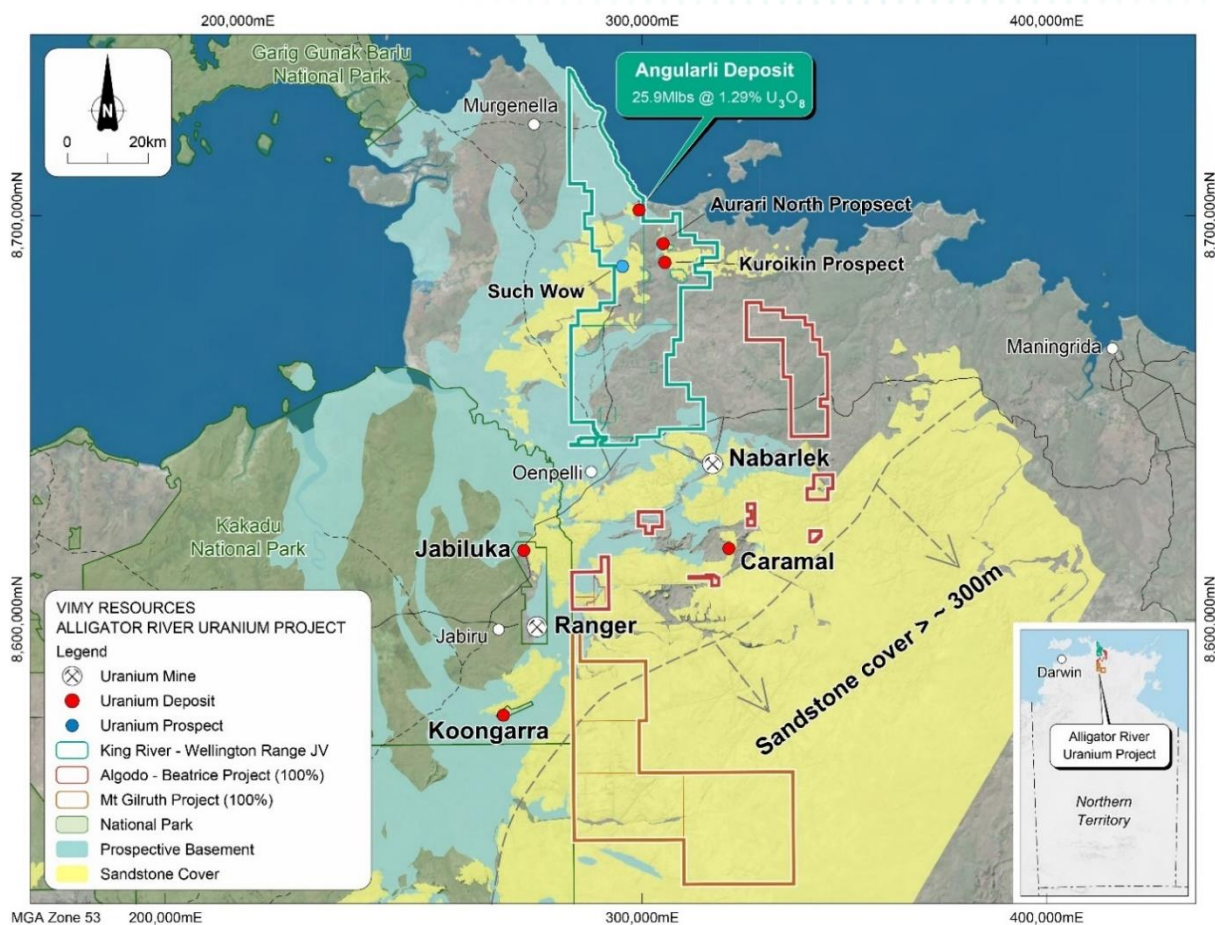 200,000mE
300,000mE
400,000mE
Garig Gunak Barlu
National Park
N
0 20km
Murgenella
Angularli Deposit
25.9Mlbs @ 1.29% U₃O₈
8,700,000mN
8,700,000mN
Aurari North Propsect
Kuroikin Prospect
Such Wow
Maningrida
Oenpelli
Nabarlek
Kakadu
National Park
Jabiluka
Caramal
Sandstone cover > ~ 300m
8,600,000mN
8,600,000mN
Jabiru
Ranger
Koongarra
VIMY RESOURCES
ALLIGATOR RIVER URANIUM PROJECT
Legend
Uranium Mine
Uranium Deposit
Uranium Prospect
King River - Wellington Range JV
Algodo - Beatrice Project (100%)
Mt Gilruth Project (100%)
National Park
Prospective Basement
Sandstone Cover
Darwin
Alligator River
Uranium Project
Northern
Territory
MGA Zone 53
200,000mE
300,000mE
400,000mE